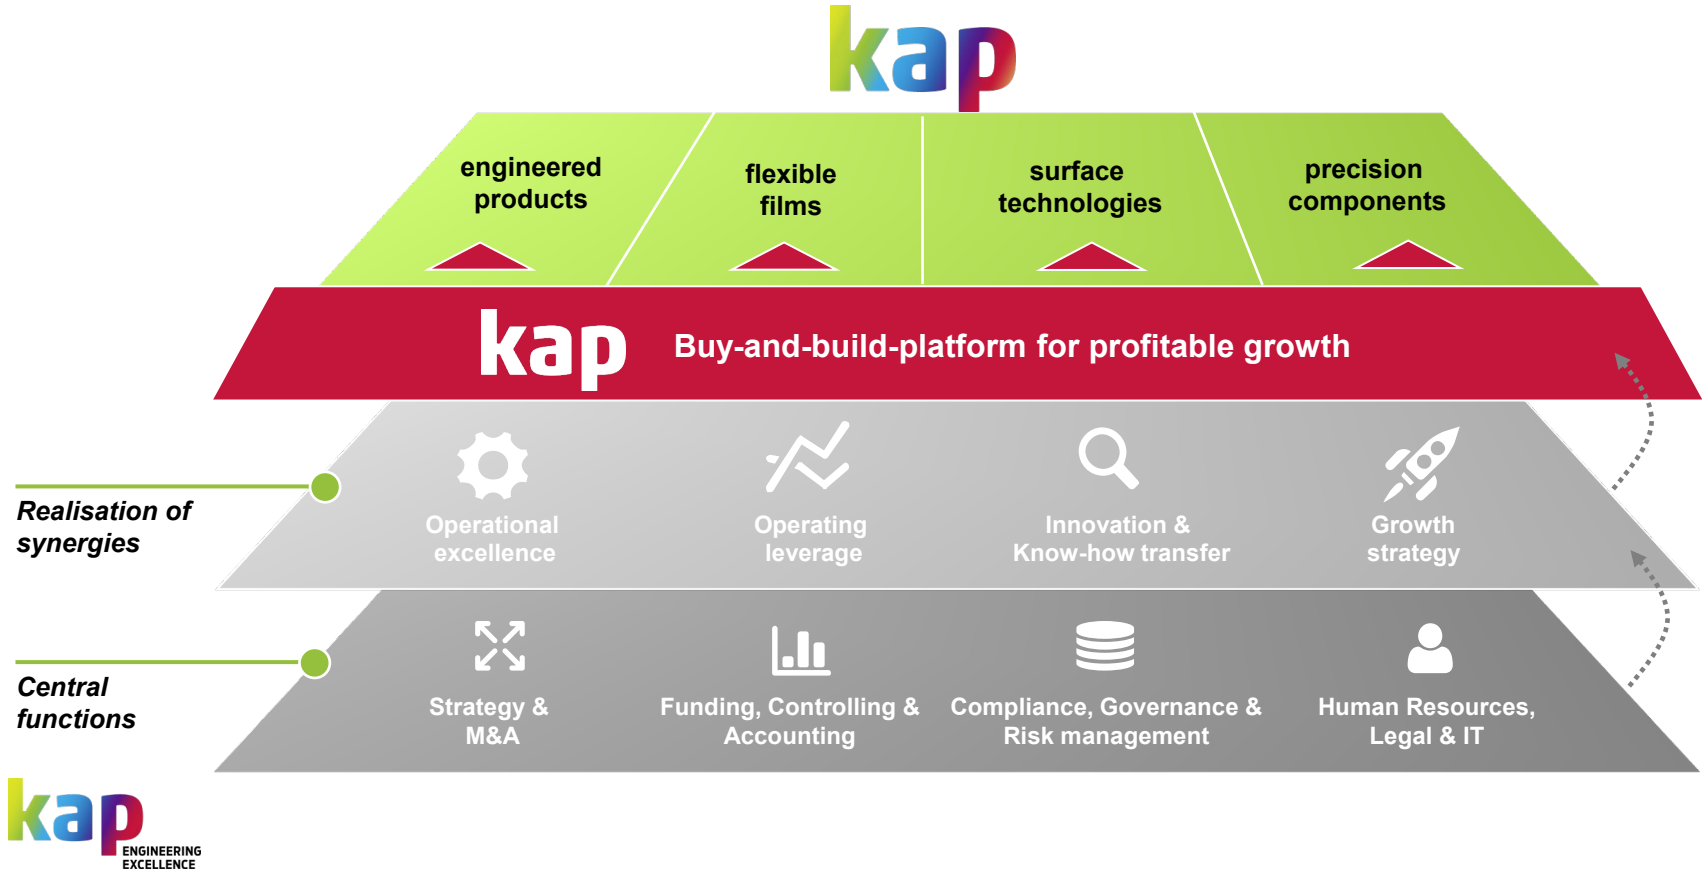 kap
engineered
products
flexible
films
surface
technologies
precision
components
kap Buy-and-build-platform for profitable growth
Realisation of
synergies
Operational
excellence
Operating
leverage
Innovation &
Know-how transfer
Growth
strategy
Central
functions
Strategy &
M&A
Funding, Controlling &
Accounting
Compliance, Governance &
Risk management
Human Resources,
Legal & IT
kap
ENGINEERING
EXCELLENCE